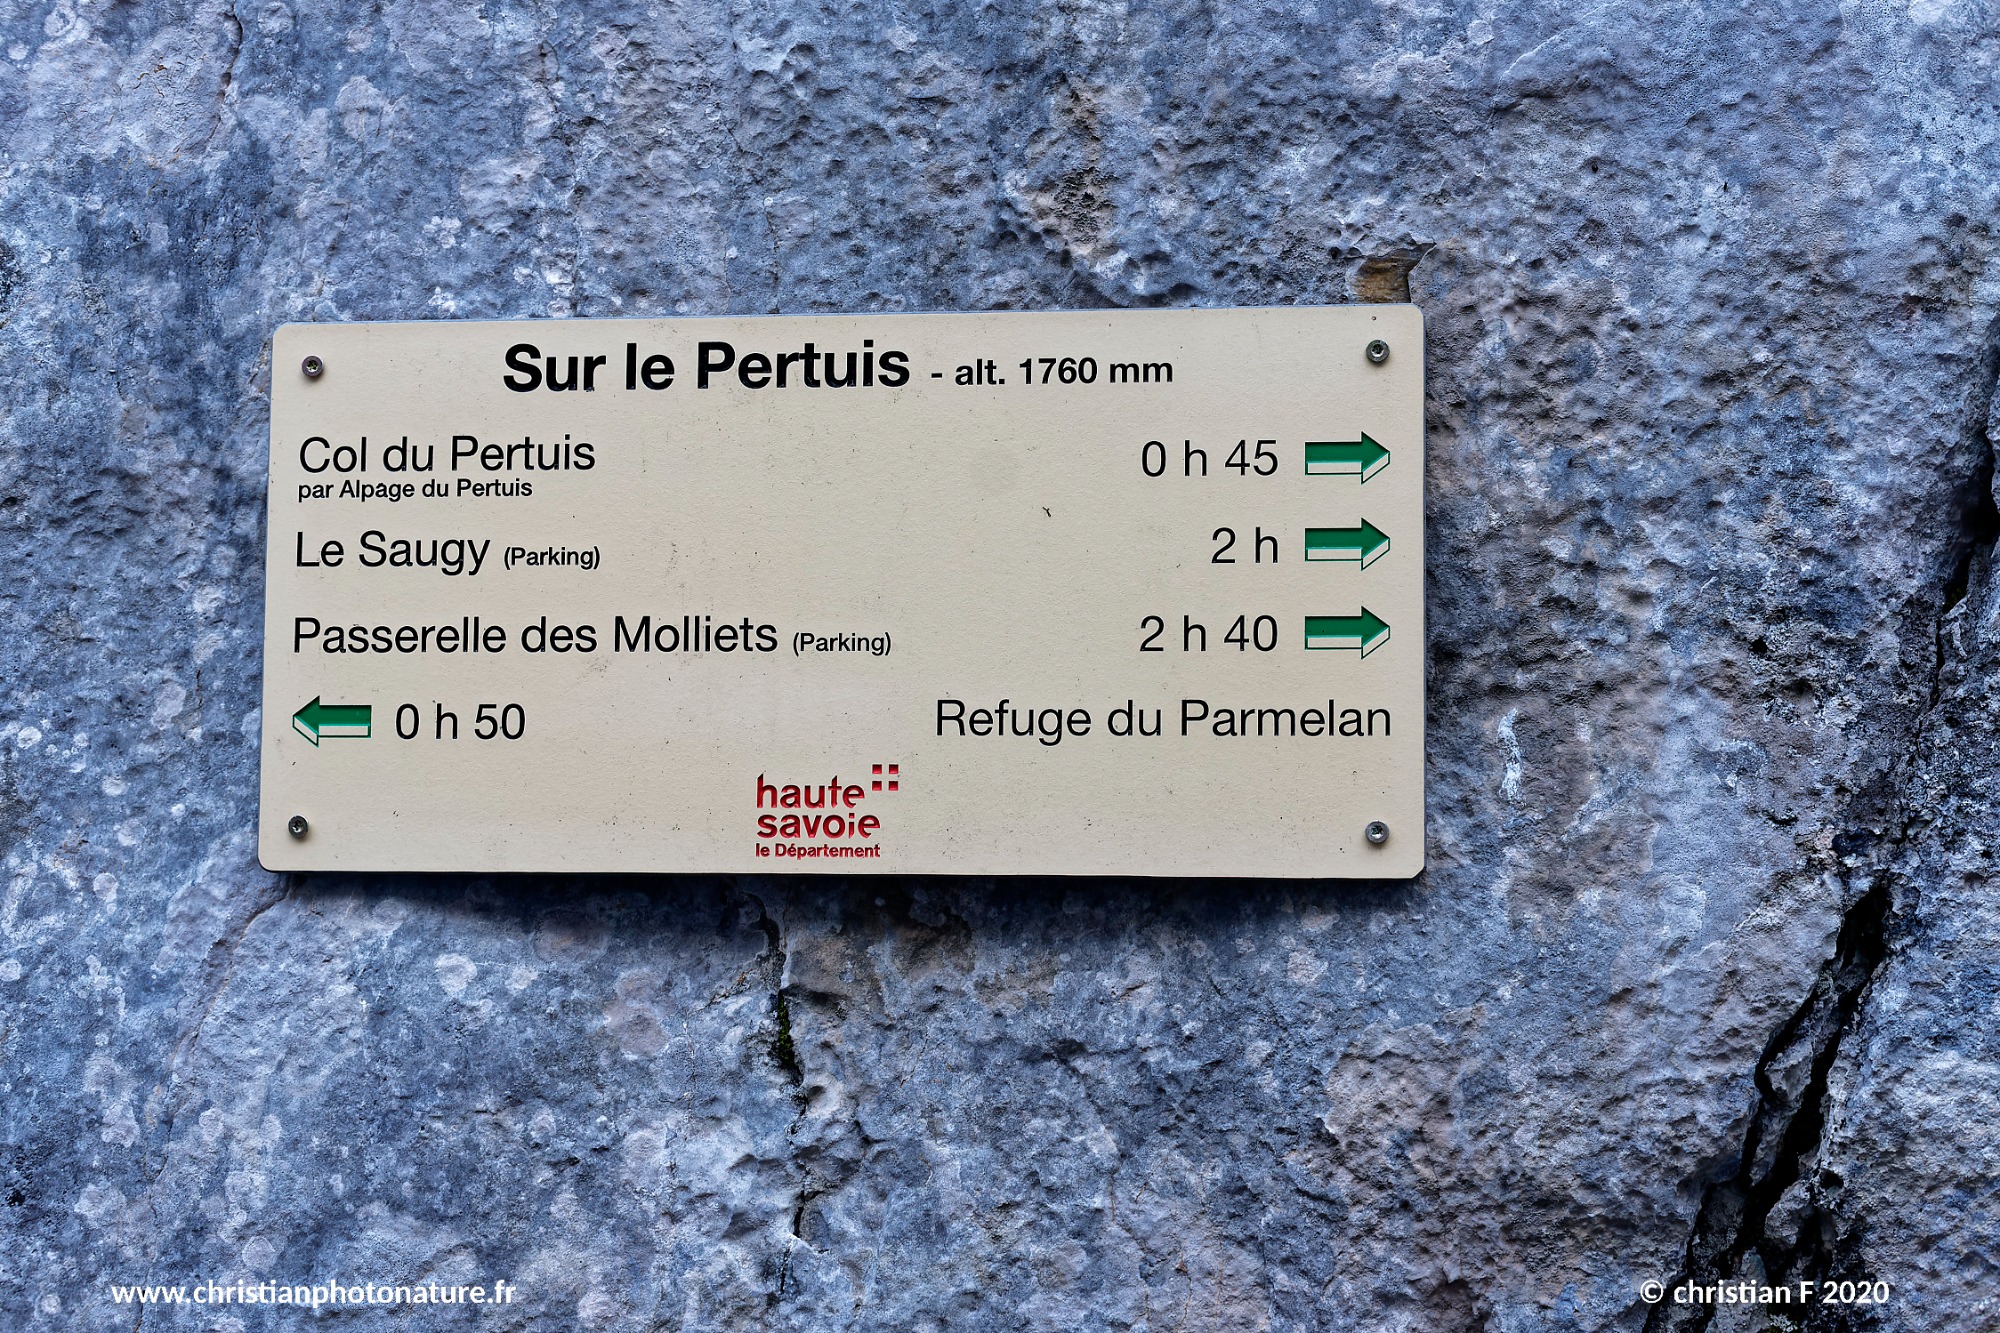 Sur le Pertuis - alt. 1760 mm
Col du Pertuis 0 h 45
par Alpage du Pertuis
Le Saugy (Parking) 2 h
Passerelle des Molliets (Parking) 2 h 40
0 h 50 Refuge du Parmelan
haute
savoie
le Département
www.christianphotonature.fr
© christian F 2020